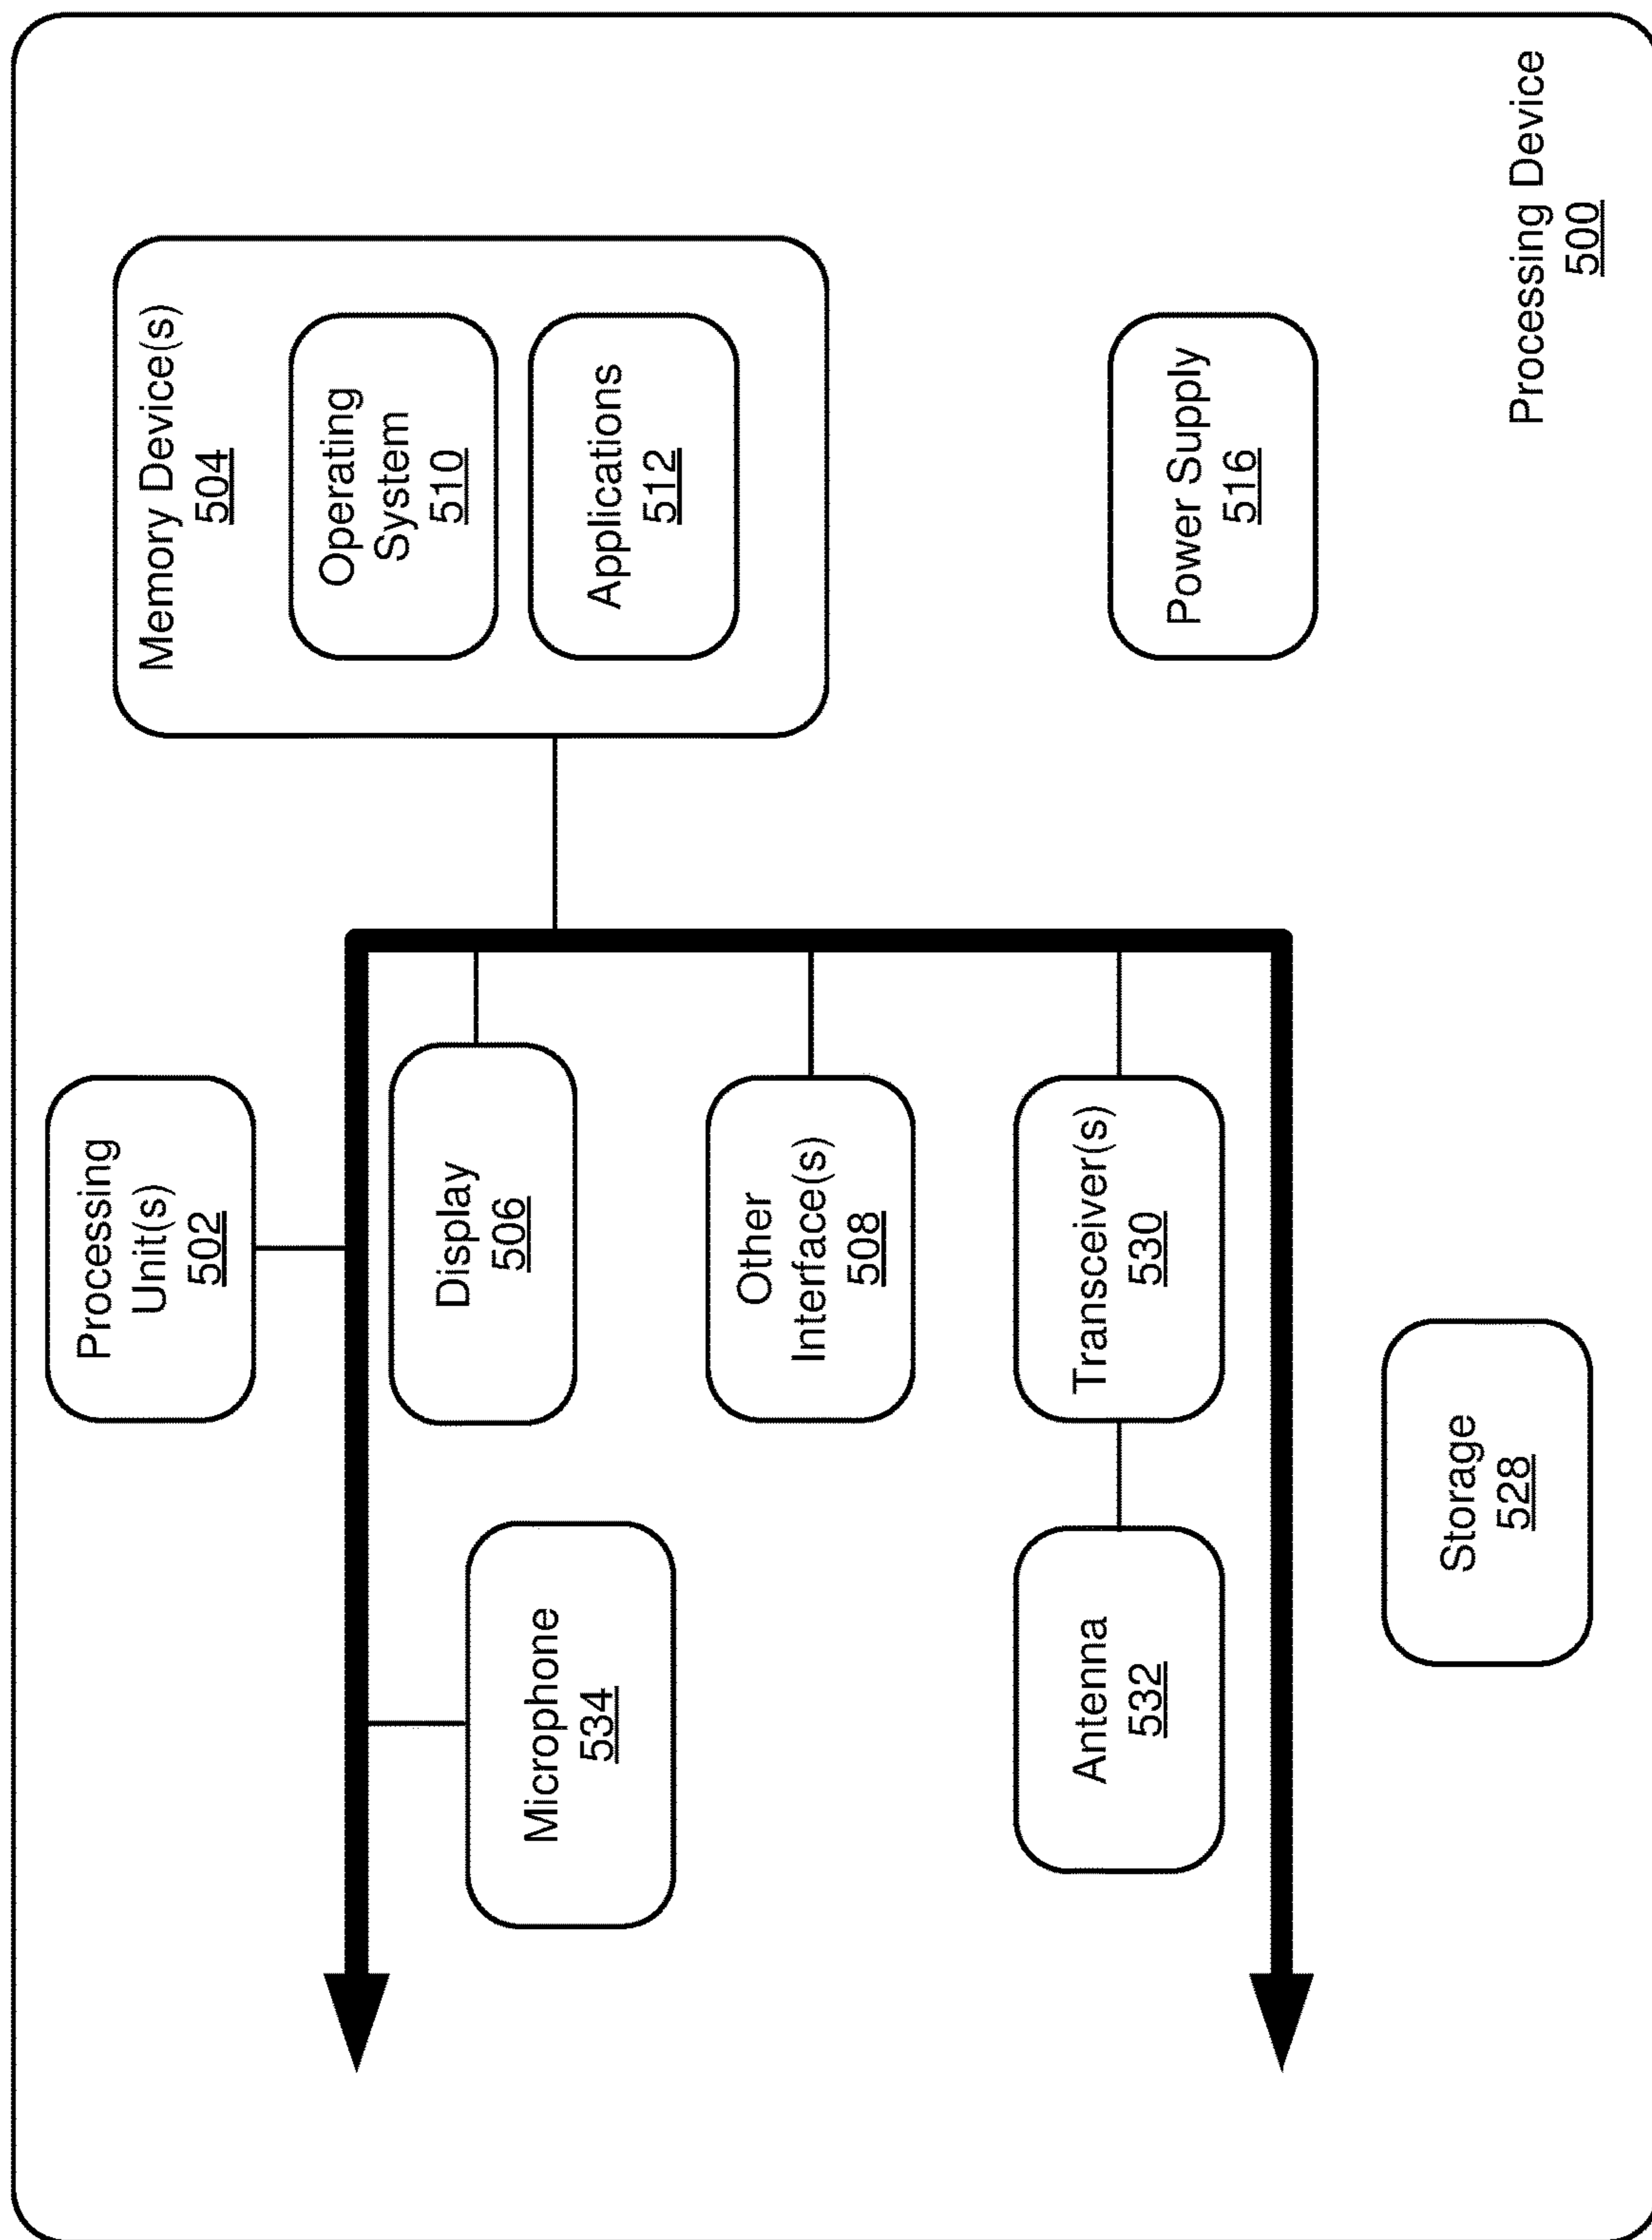 Processing
Unit(s)
502
Memory Device(s)
504
Operating
System
510
Display
506
Microphone
534
Applications
512
Other
Interface(s)
508
Antenna
532
Transceiver(s)
530
Power Supply
516
Storage
528
Processing Device
500